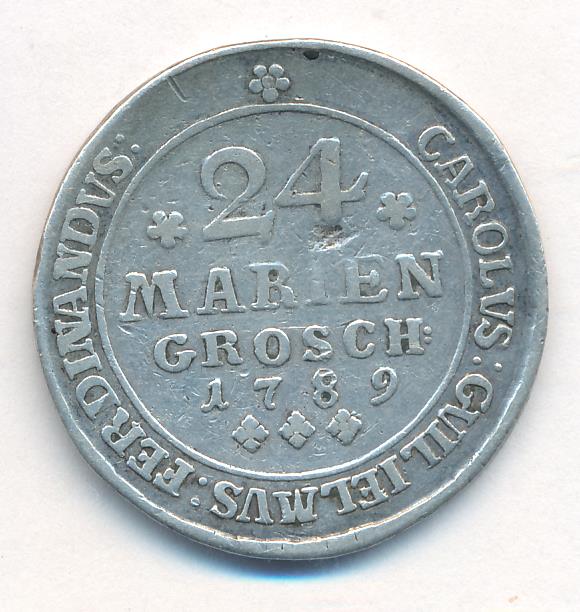 CAROLVS · GVILIELMVS · FERDINANDVS :
24
MARIEN
GROSCH:
1789